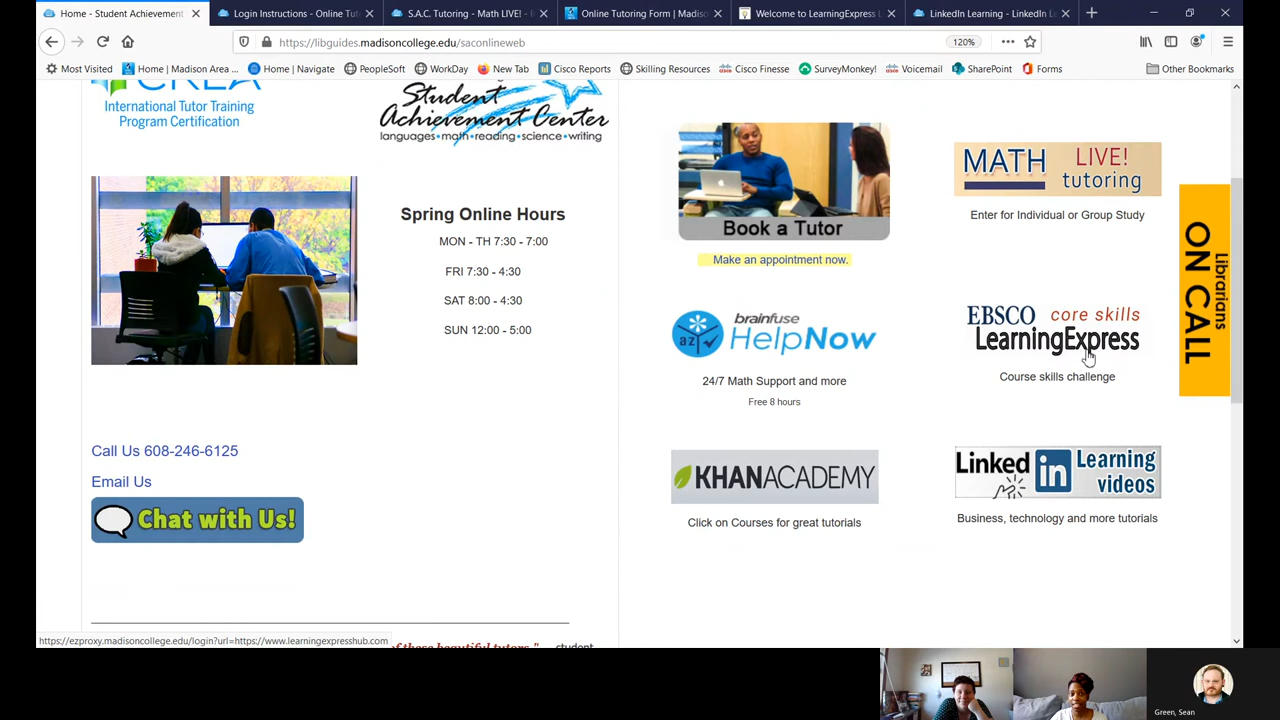 Home - Student Achievement
Login Instructions - Online Tut
S.A.C. Tutoring - Math LIVE! -
Online Tutoring Form | Madiso
Welcome to LearningExpress L
LinkedIn Learning - LinkedIn L
https://libguides.madisoncollege.edu/saconlineweb
120%
Most Visited
Home | Madison Area ...
Home | Navigate
PeopleSoft
WorkDay
New Tab
Cisco Reports
Skilling Resources
Cisco Finesse
SurveyMonkey!
Voicemail
SharePoint
Forms
Other Bookmarks
International Tutor Training
Program Certification
Student
Achievement Center
languages•math•reading•science•writing
Spring Online Hours
MON - TH 7:30 - 7:00
FRI 7:30 - 4:30
SAT 8:00 - 4:30
SUN 12:00 - 5:00
Call Us 608-246-6125
Email Us
Chat with Us!
Book a Tutor
Make an appointment now.
MATH LIVE!
tutoring
Enter for Individual or Group Study
az
brainfuse
HelpNow
24/7 Math Support and more
Free 8 hours
EBSCO core skills
LearningExpress
Course skills challenge
KHANACADEMY
Click on Courses for great tutorials
Linked in Learning
videos
Business, technology and more tutorials
Librarians
ON CALL
https://ezproxy.madisoncollege.edu/login?url=https://www.learningexpresshub.com
of these beautiful tutors." student
Green, Sean